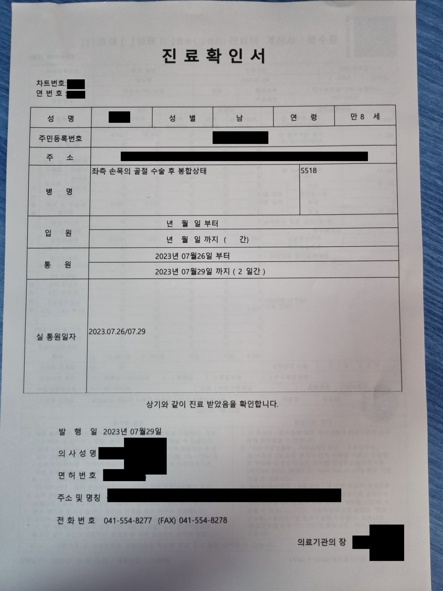 진료확인서
차트번호:
연 번 호:
성 명 성 별 남 연 령 만 8 세
주민등록번호
주 소
병 명 좌측 손목의 골절 수술 후 봉합상태 S518
입 원 년 월 일 부터
년 월 일 까지 ( 간)
통 원 2023년 07월26일 부터
2023년 07월29일 까지 ( 2 일간 )
실 통원일자 2023.07.26/07.29
상기와 같이 진료 받았음을 확인합니다.
발 행 일 2023년 07월29일
의 사 성 명
면 허 번 호
주소 및 명칭
전 화 번 호 041-554-8277 (FAX) 041-554-8278
의료기관의 장